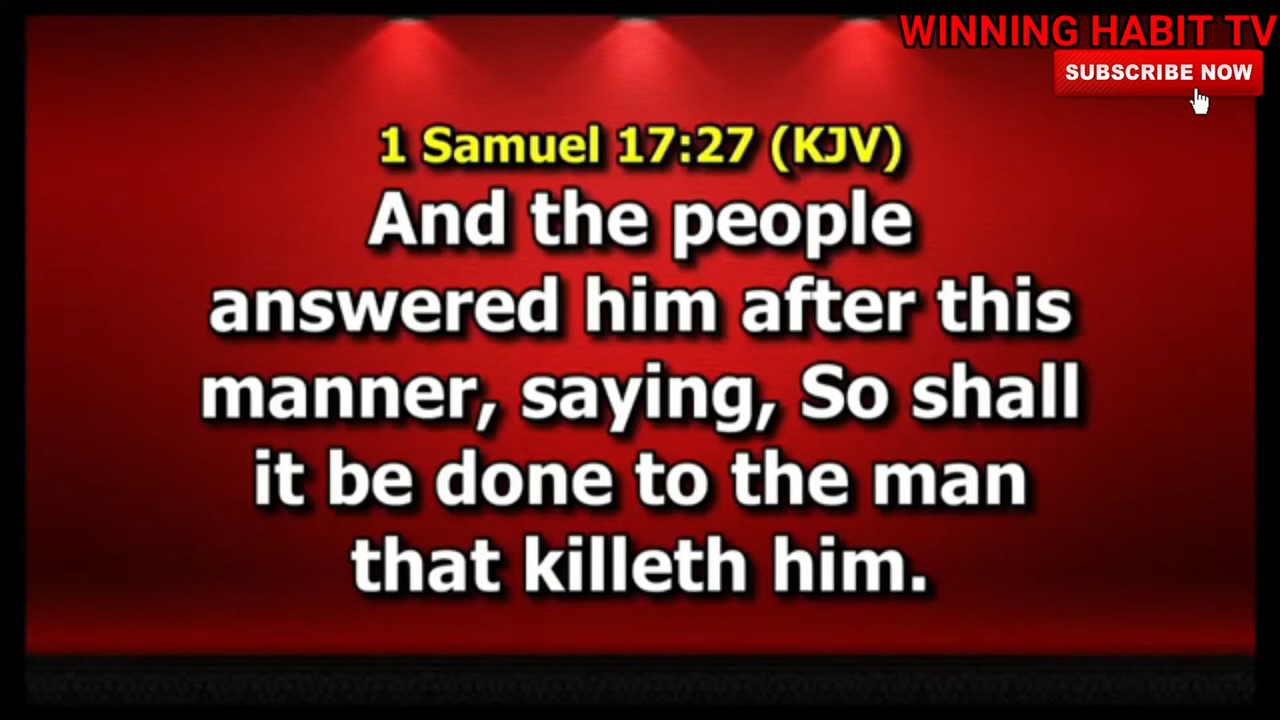 WINNING HABIT TV
SUBSCRIBE NOW
1 Samuel 17:27 (KJV)
And the people
answered him after this
manner, saying, So shall
it be done to the man
that killeth him.